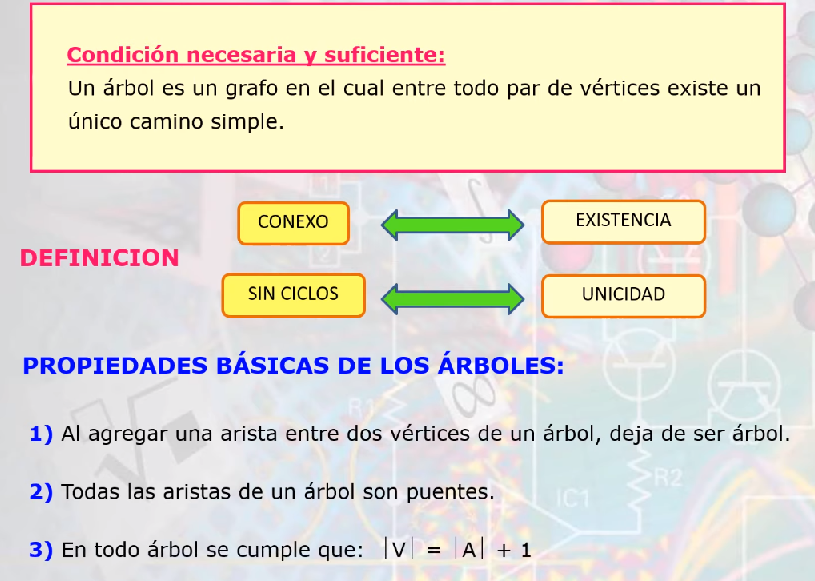 Condición necesaria y suficiente:
Un árbol es un grafo en el cual entre todo par de vértices existe un
único camino simple.
CONEXO
EXISTENCIA
DEFINICION
SIN CICLOS
UNICIDAD
PROPIEDADES BÁSICAS DE LOS ÁRBOLES:
1) Al agregar una arista entre dos vértices de un árbol, deja de ser árbol.
2) Todas las aristas de un árbol son puentes.
3) En todo árbol se cumple que: |V| = |A| + 1
R1
R2
IC1